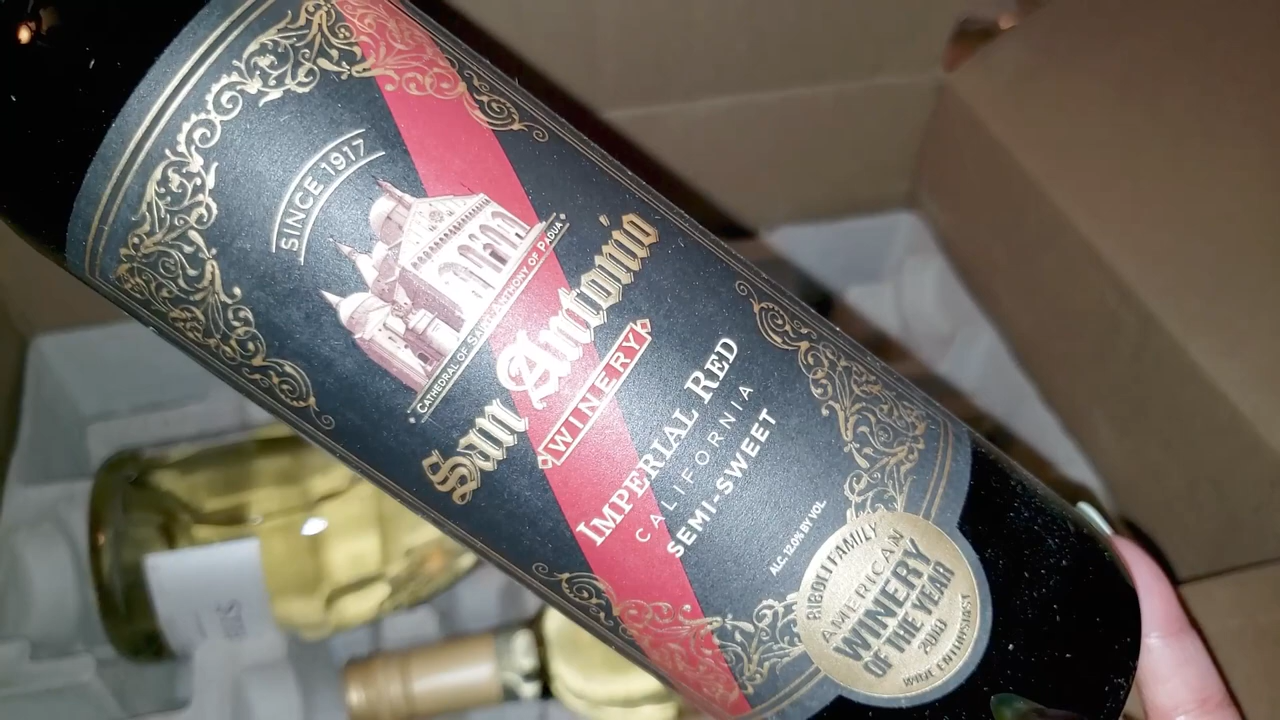 SINCE 1917
CATHEDRAL OF SAINT ANTHONY OF PADUA
San Antonio
WINERY
IMPERIAL RED
CALIFORNIA
SEMI-SWEET
ALC. 12.0% BY VOL.
RIBOLI FAMILY
AMERICAN
WINERY
OF THE YEAR
2018
WINE ENTHUSIAST